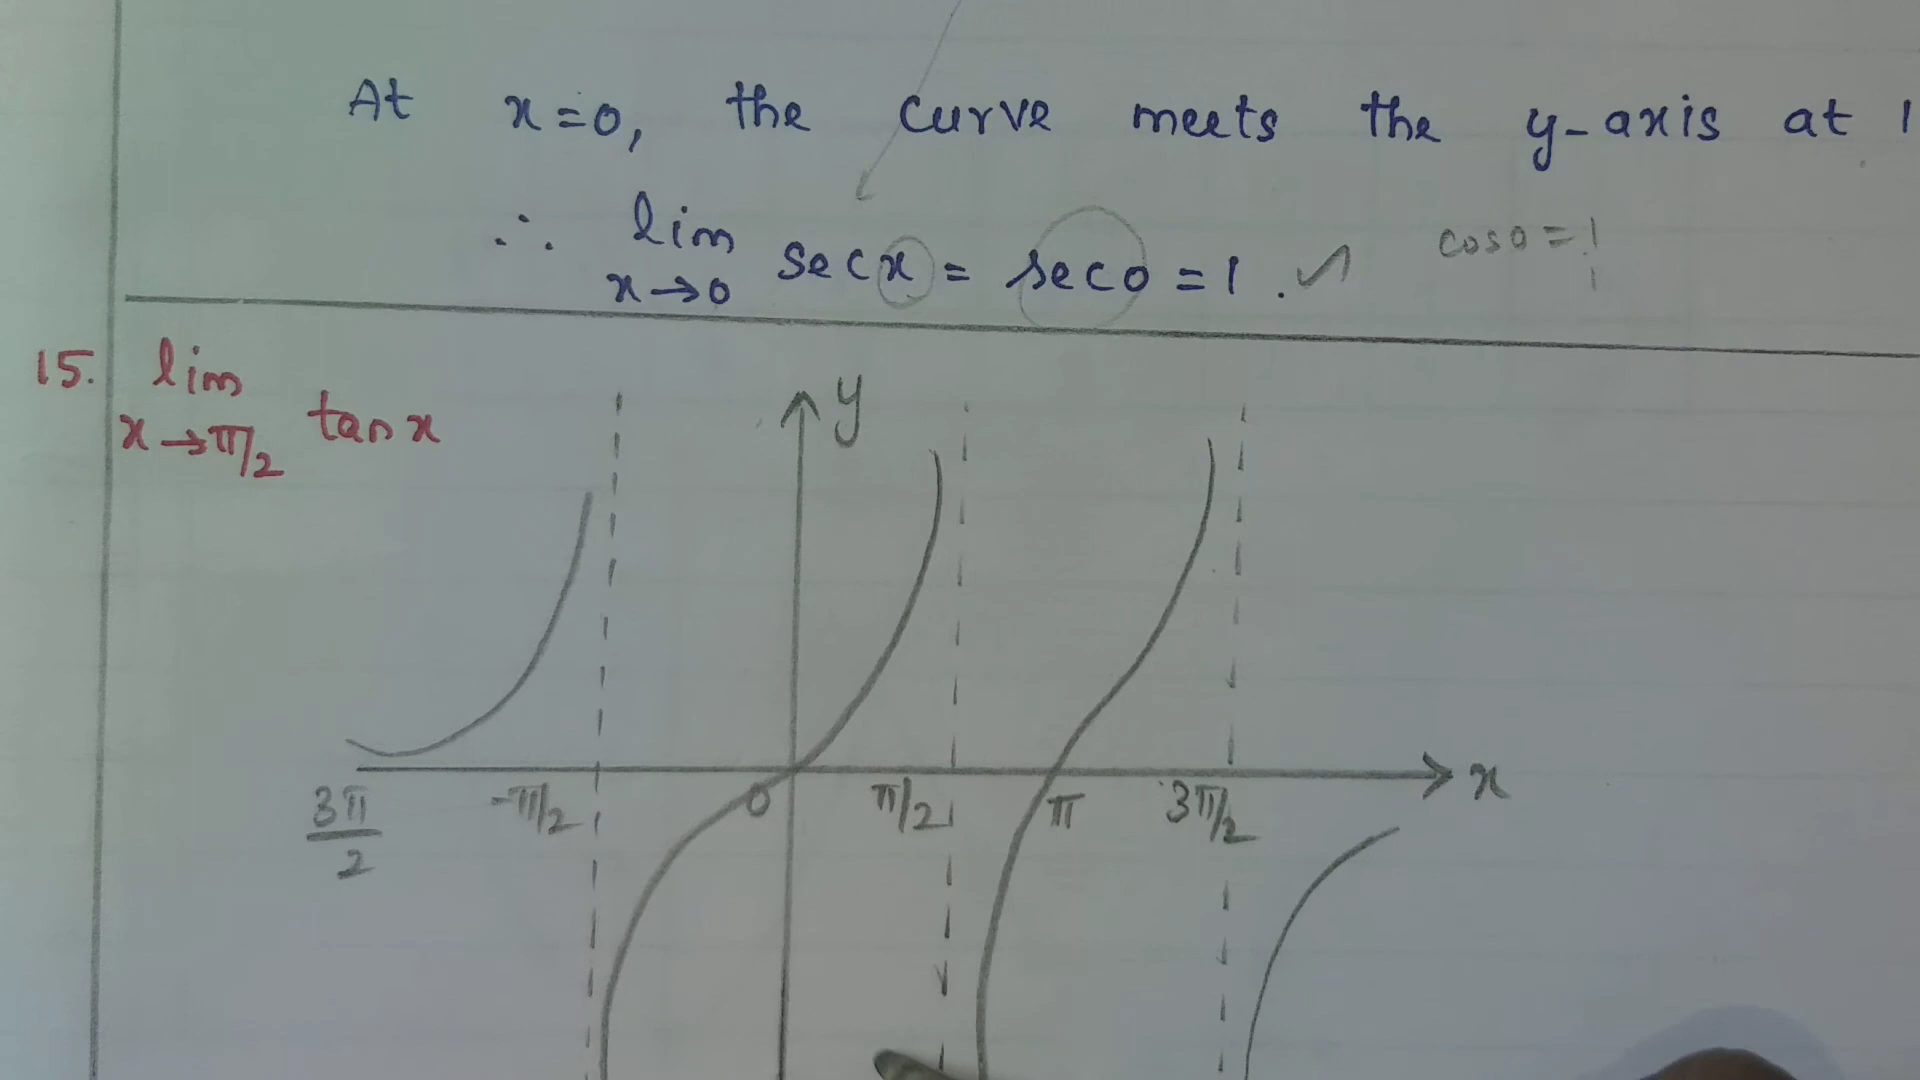 At x=0, the curve meets the y-axis at 1
∴ lim x→0 sec x = sec 0 = 1. cos 0 = 1
15. lim x→π/2 tan x
y
3π/2 -π/2 0 π/2 π 3π/2 x